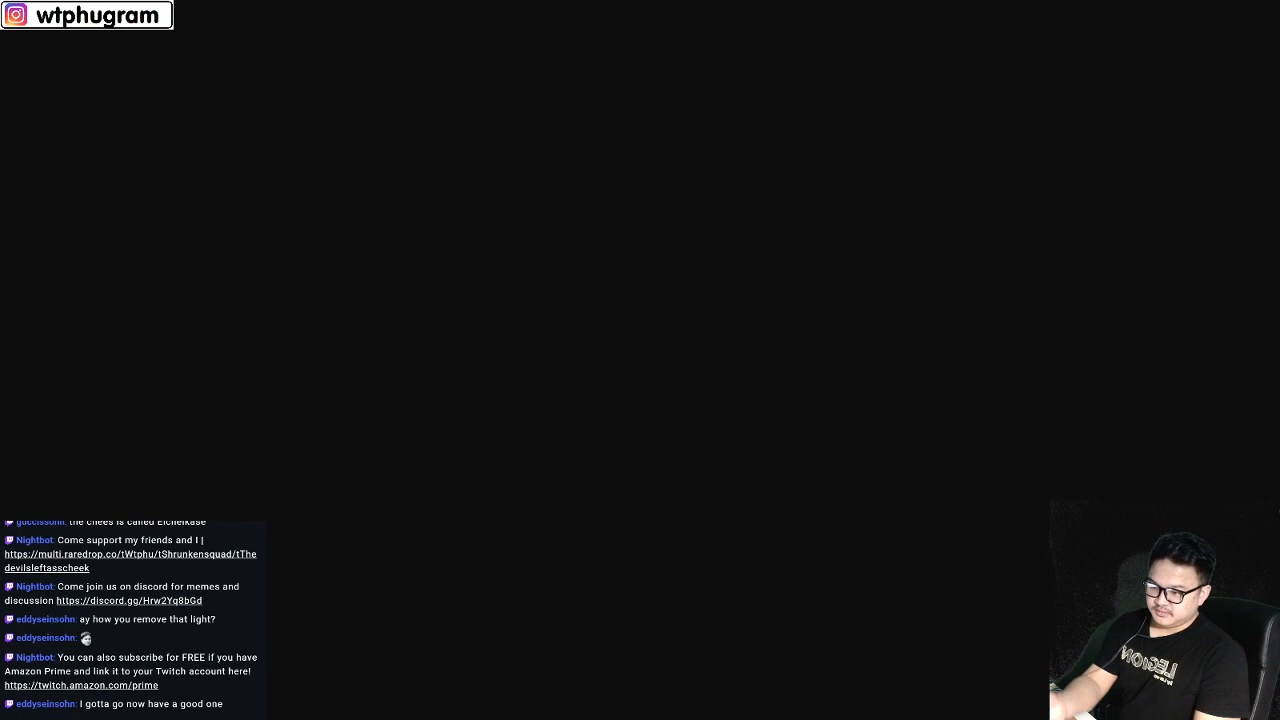 wtphugram
guccissohn: the chees is called Eichelkäse
Nightbot: Come support my friends and I |
https://multi.raredrop.co/tWtphu/tShrunkensquad/tThe
devilsleftasscheek
Nightbot: Come join us on discord for memes and
discussion https://discord.gg/Hrw2Yq8bGd
eddyseinsohn: ay how you remove that light?
eddyseinsohn:
Nightbot: You can also subscribe for FREE if you have
Amazon Prime and link it to your Twitch account here!
https://twitch.amazon.com/prime
eddyseinsohn: I gotta go now have a good one
LEGION